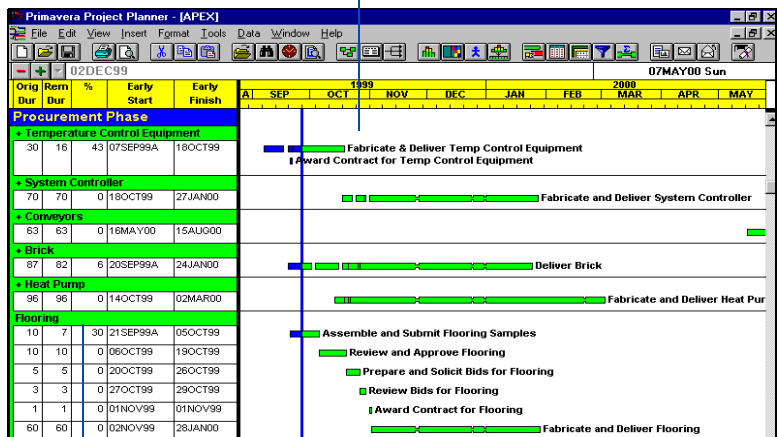 Primavera Project Planner - [APEX]
File Edit View Insert Format Tools Data Window Help
02DEC99 07MAY00 Sun
Orig Rem % Early Early 1999 2000
Dur Dur Start Finish A SEP OCT NOV DEC JAN FEB MAR APR MAY
Procurement Phase
+ Temperature Control Equipment
30 16 43 07SEP99A 18OCT99 Fabricate & Deliver Temp Control Equipment
Award Contract for Temp Control Equipment
+ System Controller
70 70 0 18OCT99 27JAN00 Fabricate and Deliver System Controller
+ Conveyors
63 63 0 16MAY00 15AUG00
+ Brick
87 82 6 20SEP99A 24JAN00 Deliver Brick
+ Heat Pump
96 96 0 14OCT99 02MAR00 Fabricate and Deliver Heat Pur
Flooring
10 7 30 21SEP99A 05OCT99 Assemble and Submit Flooring Samples
10 10 0 06OCT99 19OCT99 Review and Approve Flooring
5 5 0 20OCT99 26OCT99 Prepare and Solicit Bids for Flooring
3 3 0 27OCT99 29OCT99 Review Bids for Flooring
1 1 0 01NOV99 01NOV99 Award Contract for Flooring
60 60 0 02NOV99 28JAN00 Fabricate and Deliver Flooring